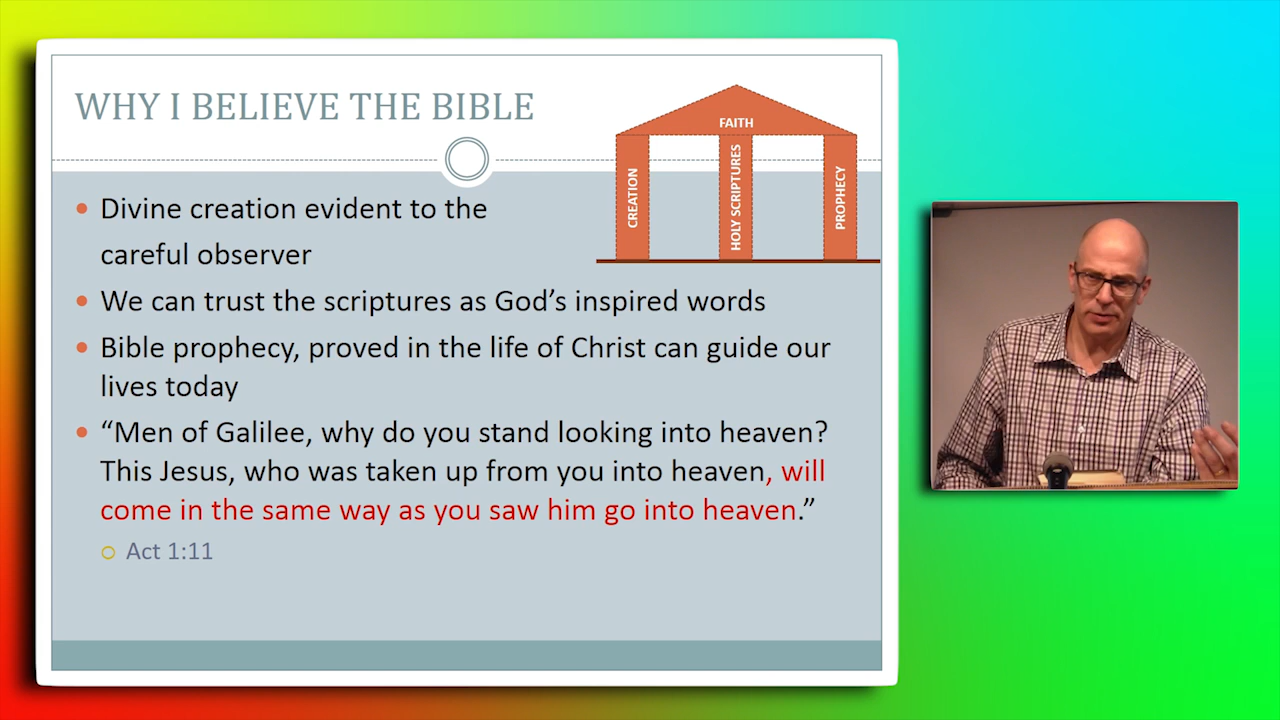 WHY I BELIEVE THE BIBLE
FAITH
CREATION
HOLY SCRIPTURES
PROPHECY
• Divine creation evident to the
careful observer
• We can trust the scriptures as God’s inspired words
• Bible prophecy, proved in the life of Christ can guide our
lives today
• “Men of Galilee, why do you stand looking into heaven?
This Jesus, who was taken up from you into heaven, will
come in the same way as you saw him go into heaven.”
Act 1:11